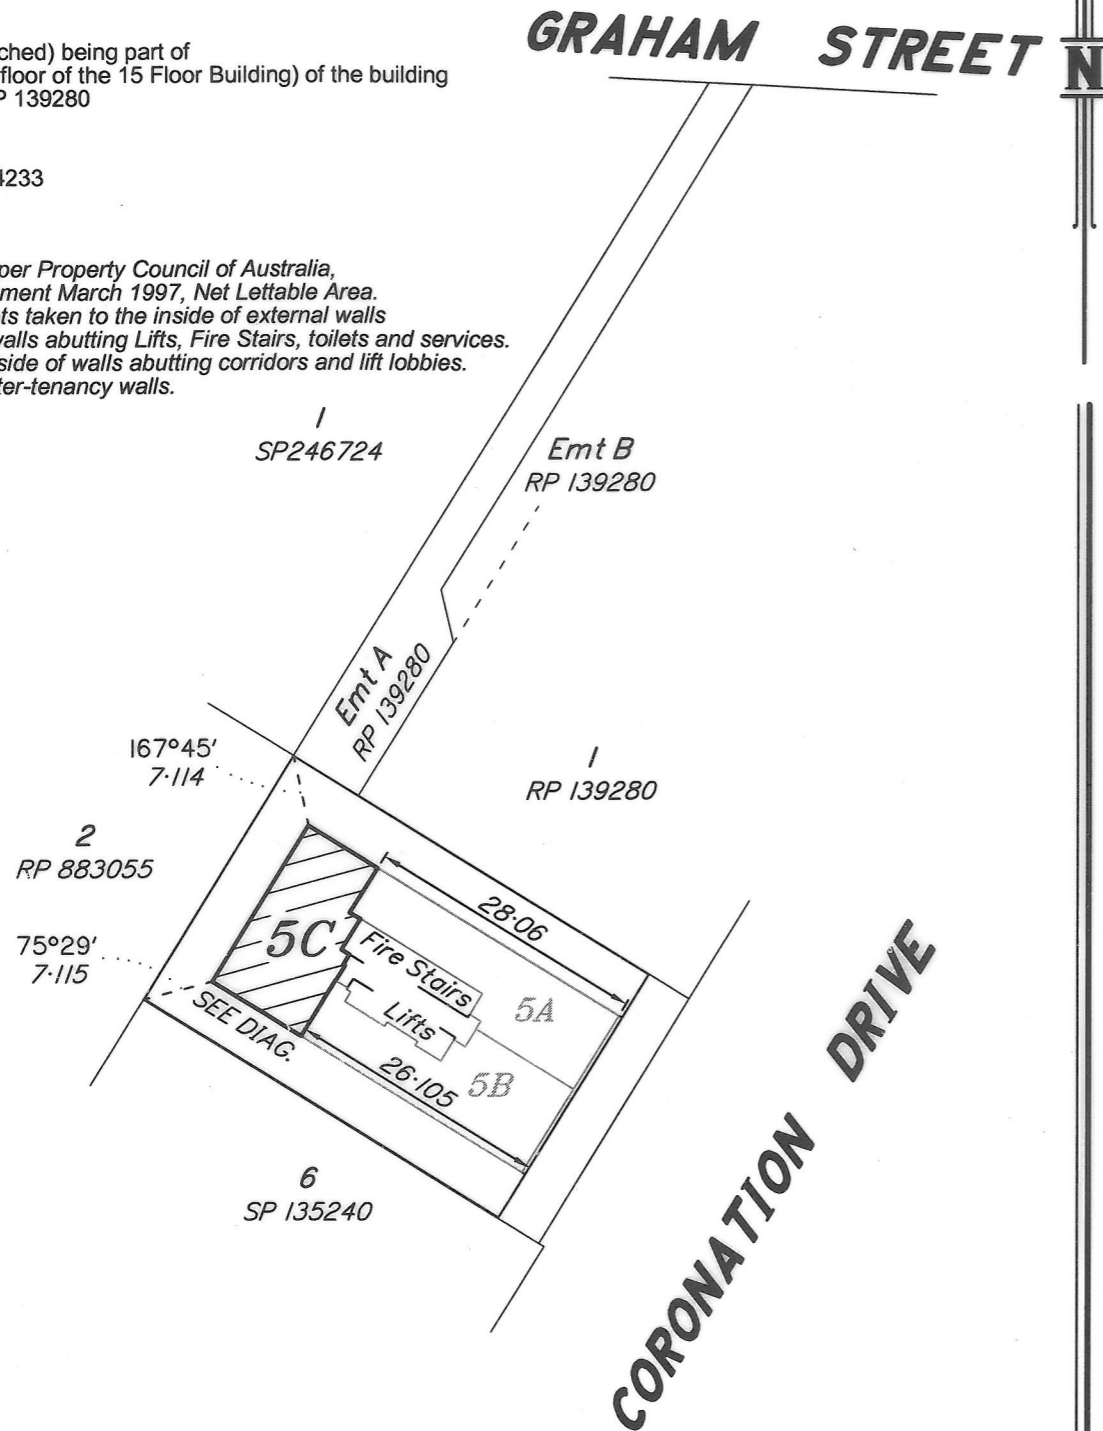 GRAHAM STREET
N
ched) being part of
floor of the 15 Floor Building) of the building
P 139280
4233
per Property Council of Australia,
ment March 1997, Net Lettable Area.
ts taken to the inside of external walls
valls abutting Lifts, Fire Stairs, toilets and services.
side of walls abutting corridors and lift lobbies.
ter-tenancy walls.
1
SP246724
Emt B
RP 139280
Emt A
RP 139280
167°45'
7·114
1
RP 139280
2
RP 883055
75°29'
7·115
28·06
5C
Fire Stairs
Lifts
5A
5B
26·105
SEE DIAG.
6
SP 135240
CORONATION DRIVE